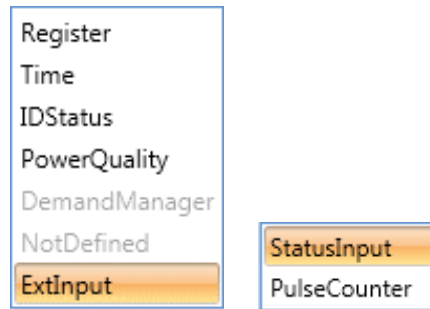 Register
Time
IDStatus
PowerQuality
DemandManager
NotDefined
ExtInput
StatusInput
PulseCounter